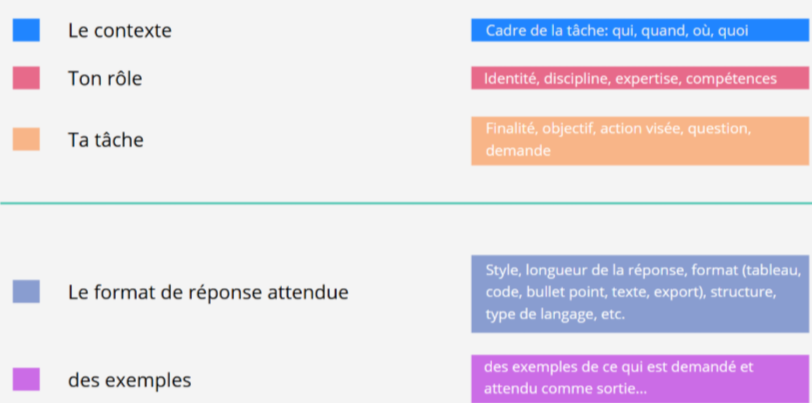 Le contexte
Cadre de la tâche: qui, quand, où, quoi
Ton rôle
Identité, discipline, expertise, compétences
Ta tâche
Finalité, objectif, action visée, question,
demande
Le format de réponse attendue
Style, longueur de la réponse, format (tableau,
code, bullet point, texte, export), structure,
type de langage, etc.
des exemples
des exemples de ce qui est demandé et
attendu comme sortie...